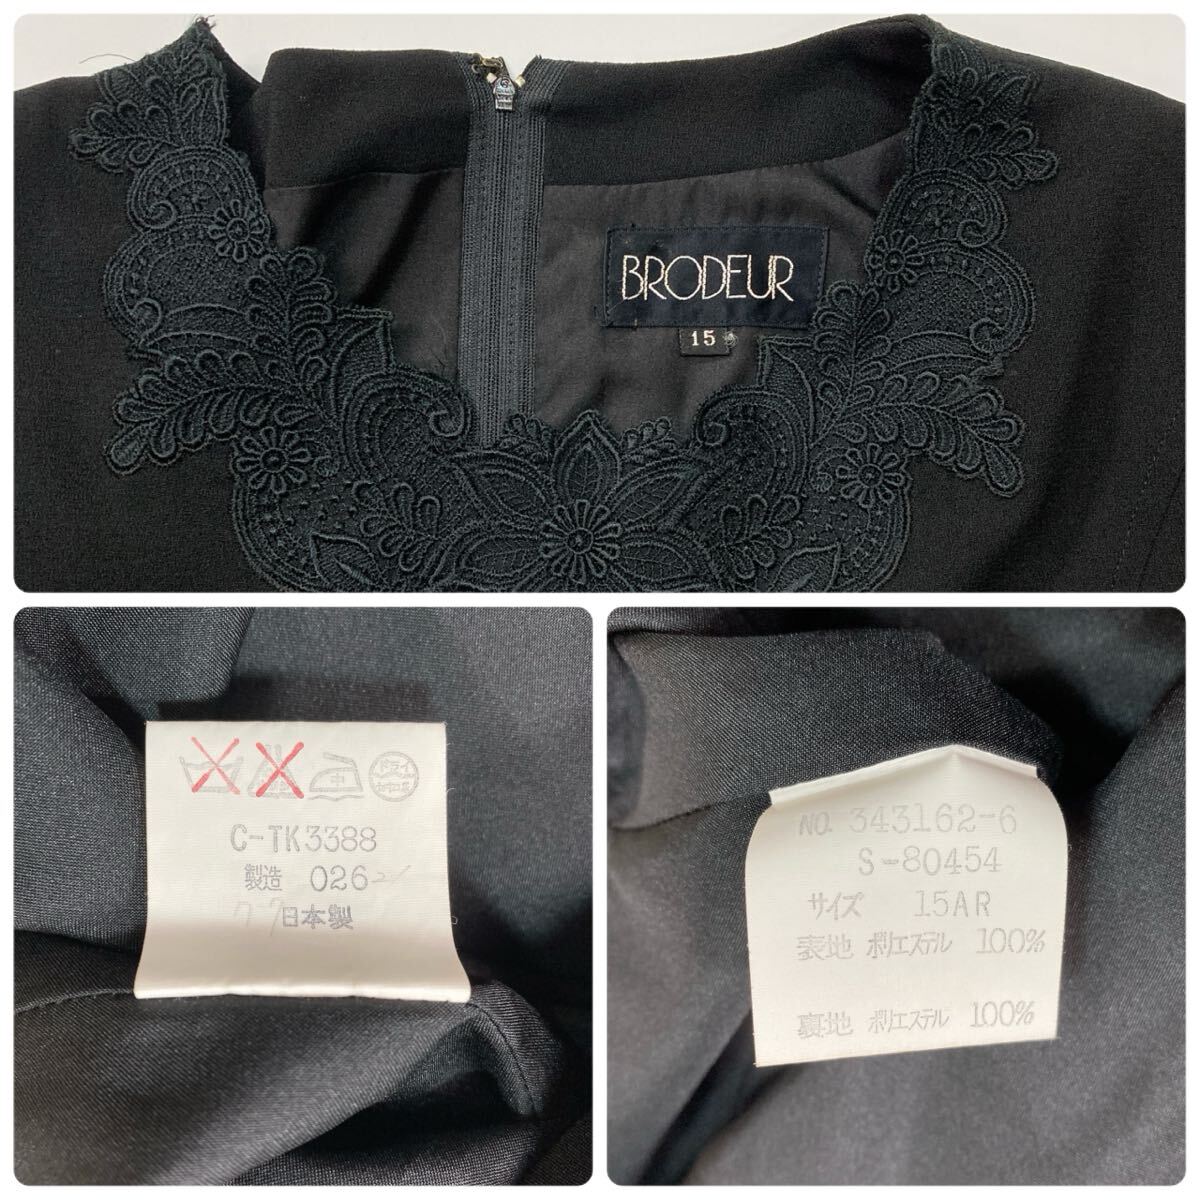 BRODEUR
15
中 ドライ
C-TK3388
製造 026
日本製
NO. 343162-6
S-80454
サイズ 15AR
表地 ポリエステル 100%
裏地 ポリエステル 100%